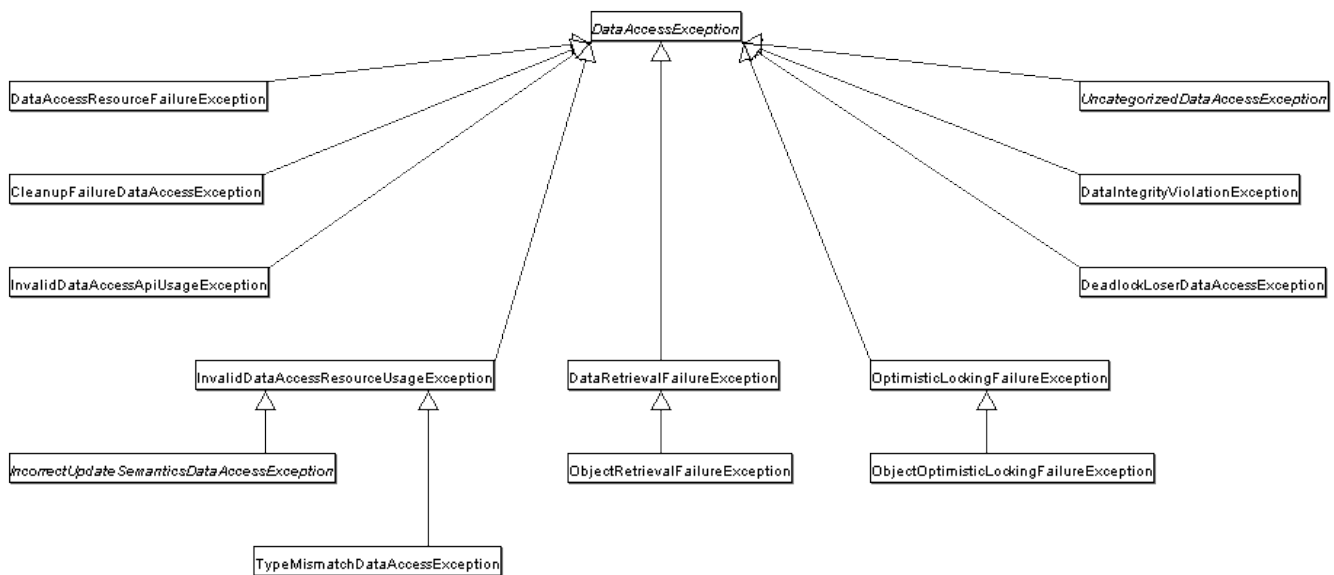 DataAccessException
DataAccessResourceFailureException
UncategorizedDataAccessException
CleanupFailureDataAccessException
DataIntegrityViolationException
InvalidDataAccessApiUsageException
DeadlockLoserDataAccessException
InvalidDataAccessResourceUsageException
DataRetrievalFailureException
OptimisticLockingFailureException
IncorrectUpdateSemanticsDataAccessException
ObjectRetrievalFailureException
ObjectOptimisticLockingFailureException
TypeMismatchDataAccessException